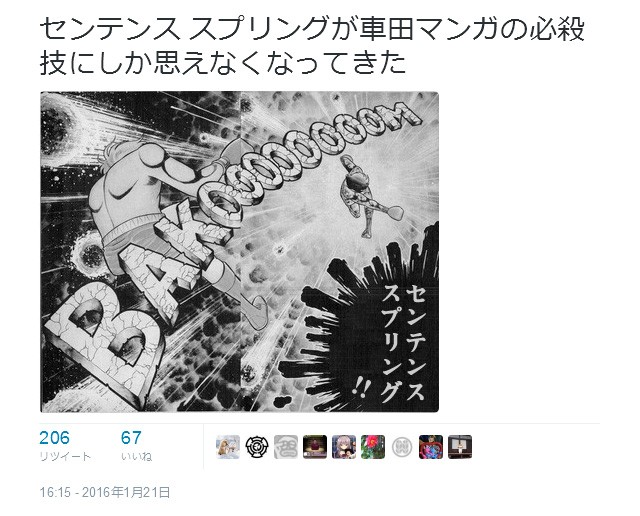 センテンス スプリングが車田マンガの必殺
技にしか思えなくなってきた
BAKOOOOOOOOOM
センテンス
スプリング
!!
206 67
リツイート いいね
16:15 - 2016年1月21日